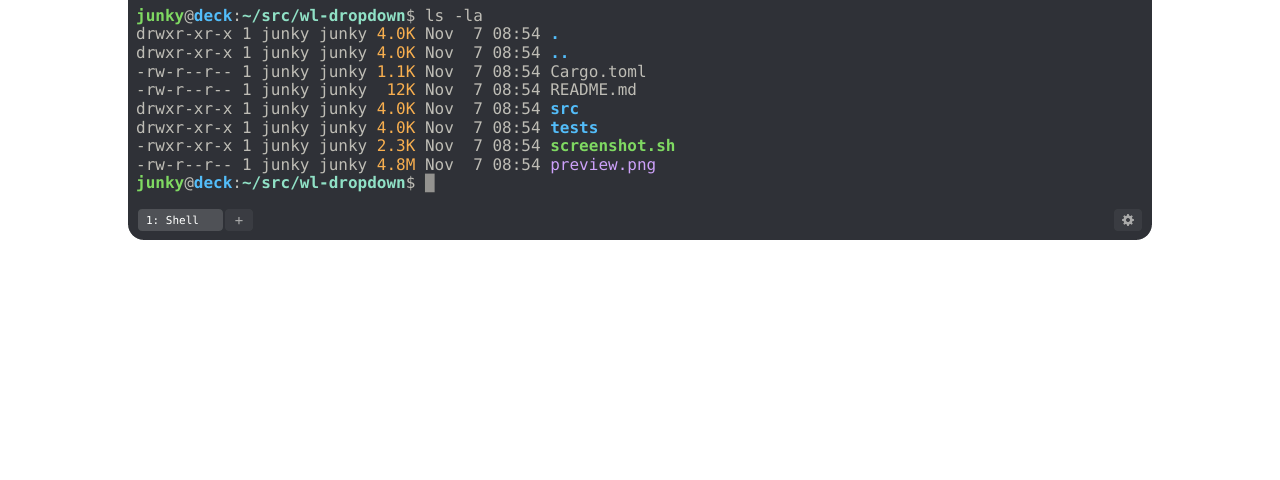 junky@deck:~/src/wl-dropdown$ ls -la
drwxr-xr-x 1 junky junky 4.0K Nov  7 08:54 .
drwxr-xr-x 1 junky junky 4.0K Nov  7 08:54 ..
-rw-r--r-- 1 junky junky 1.1K Nov  7 08:54 Cargo.toml
-rw-r--r-- 1 junky junky  12K Nov  7 08:54 README.md
drwxr-xr-x 1 junky junky 4.0K Nov  7 08:54 src
drwxr-xr-x 1 junky junky 4.0K Nov  7 08:54 tests
-rwxr-xr-x 1 junky junky 2.3K Nov  7 08:54 screenshot.sh
-rw-r--r-- 1 junky junky 4.8M Nov  7 08:54 preview.png
junky@deck:~/src/wl-dropdown$
1: Shell +